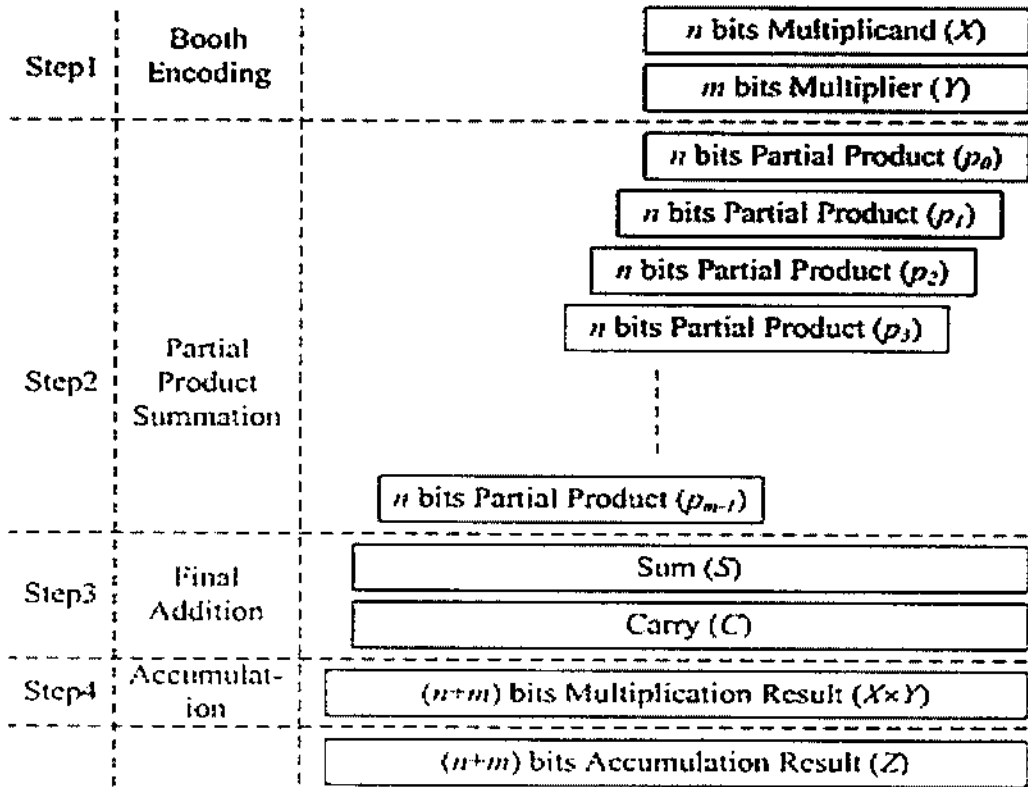 Step1
Booth
Encoding
n bits Multiplicand (X)
m bits Multiplier (Y)
Step2
Partial
Product
Summation
n bits Partial Product (p0)
n bits Partial Product (p1)
n bits Partial Product (p2)
n bits Partial Product (p3)
n bits Partial Product (pm-1)
Step3
Final
Addition
Sum (S)
Carry (C)
Step4
Accumulat-
ion
(n+m) bits Multiplication Result (X×Y)
(n+m) bits Accumulation Result (Z)